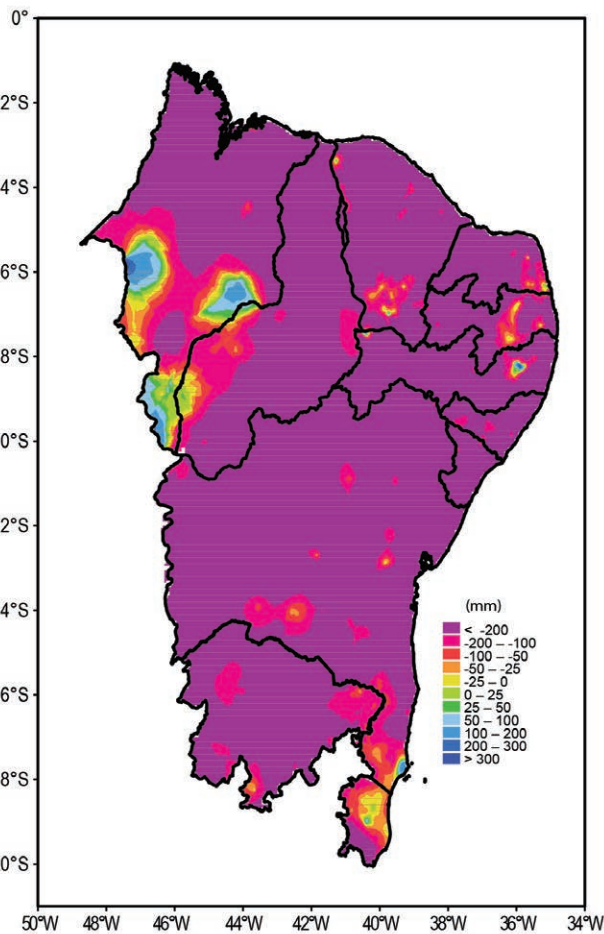 0°
2°S
4°S
6°S
8°S
0°S
2°S
4°S
6°S
8°S
0°S
50°W 48°W 46°W 44°W 42°W 40°W 38°W 36°W 34°W
(mm)
< -200
-200 – -100
-100 – -50
-50 – -25
-25 – 0
0 – 25
25 – 50
50 – 100
100 – 200
200 – 300
> 300